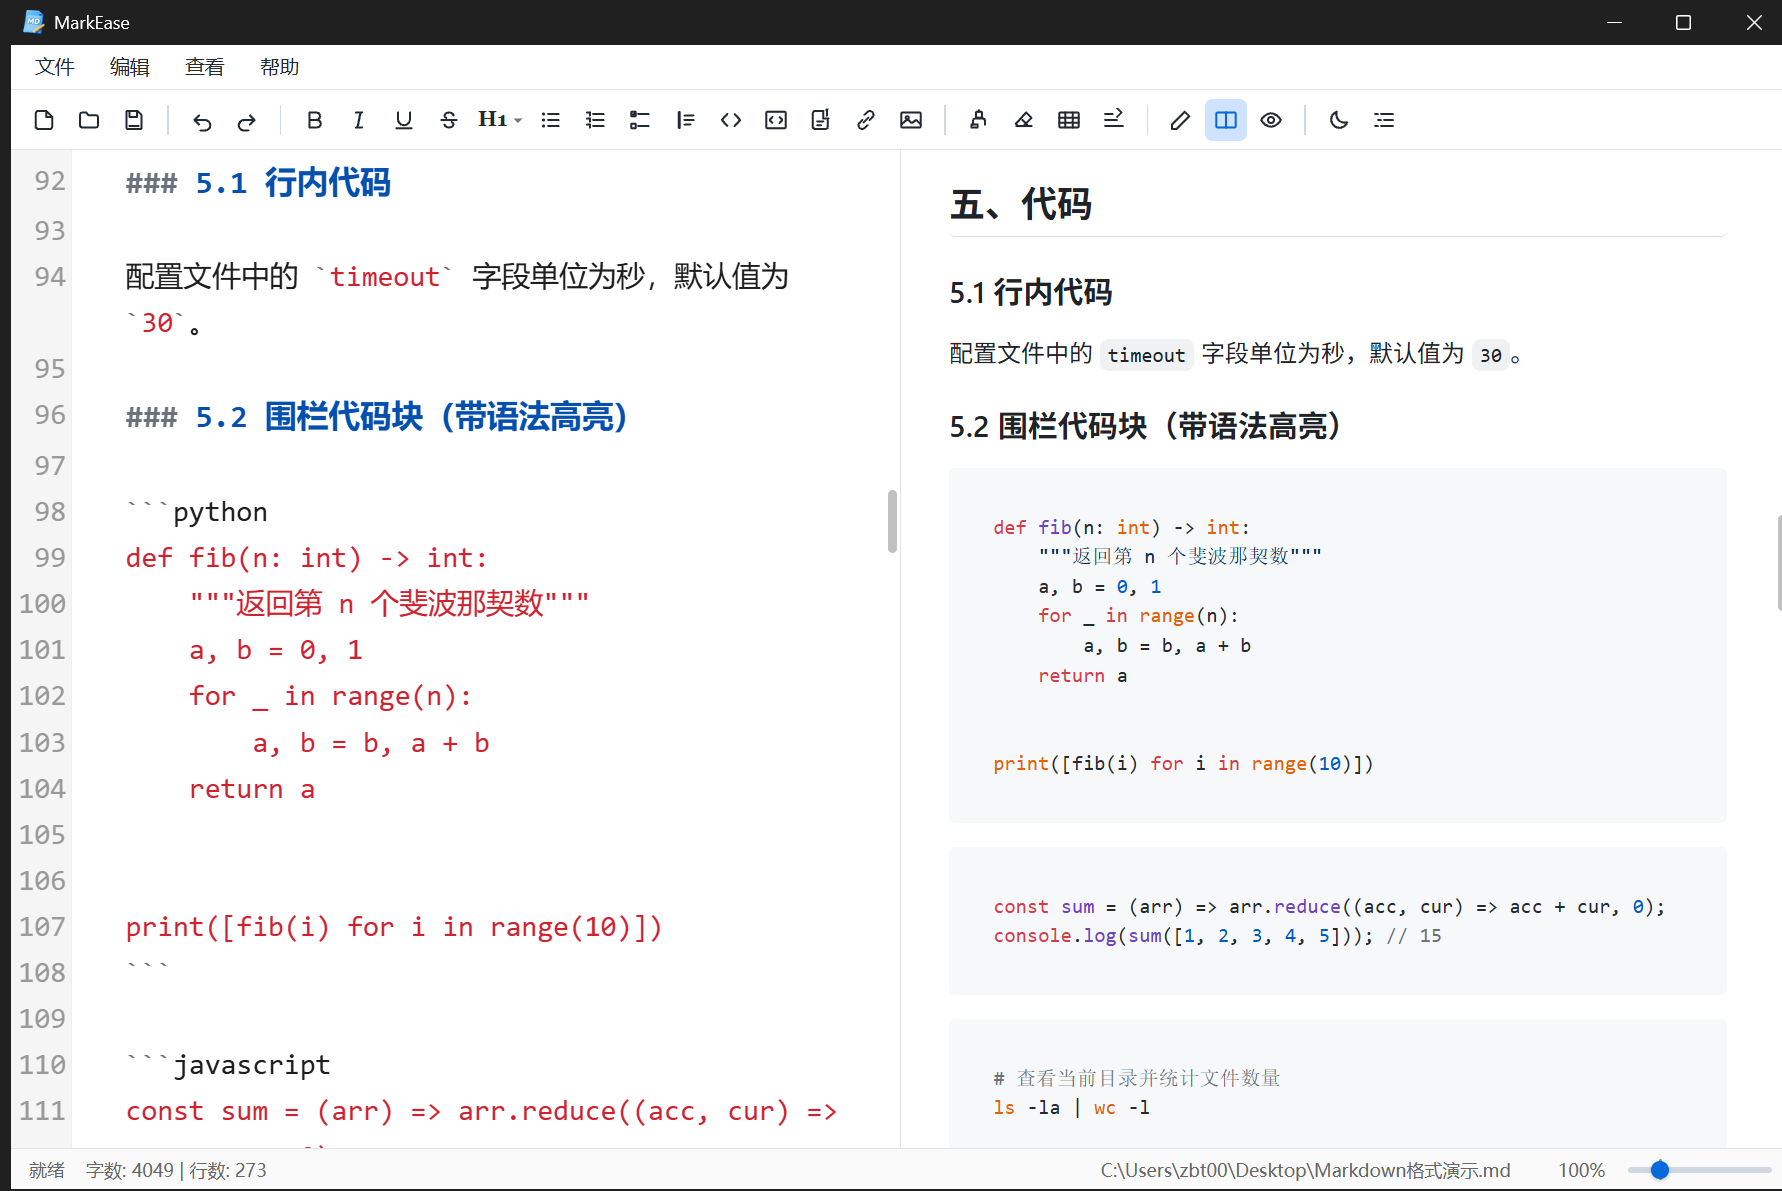 MarkEase
文件 编辑 查看 帮助
H1
92 ### 5.1 行内代码
93
94 配置文件中的 `timeout` 字段单位为秒，默认值为
`30`。
95
96 ### 5.2 围栏代码块（带语法高亮）
97
98 ```python
99 def fib(n: int) -> int:
100     """返回第 n 个斐波那契数"""
101     a, b = 0, 1
102     for _ in range(n):
103         a, b = b, a + b
104     return a
105
106
107 print([fib(i) for i in range(10)])
108 ```
109
110 ```javascript
111 const sum = (arr) => arr.reduce((acc, cur) =>
五、代码
5.1 行内代码
配置文件中的 timeout 字段单位为秒，默认值为 30 。
5.2 围栏代码块（带语法高亮）
def fib(n: int) -> int:
    """返回第 n 个斐波那契数"""
    a, b = 0, 1
    for _ in range(n):
        a, b = b, a + b
    return a
print([fib(i) for i in range(10)])
const sum = (arr) => arr.reduce((acc, cur) => acc + cur, 0);
console.log(sum([1, 2, 3, 4, 5])); // 15
# 查看当前目录并统计文件数量
ls -la | wc -l
就绪 字数: 4049 | 行数: 273
C:\Users\zbt00\Desktop\Markdown格式演示.md 100%